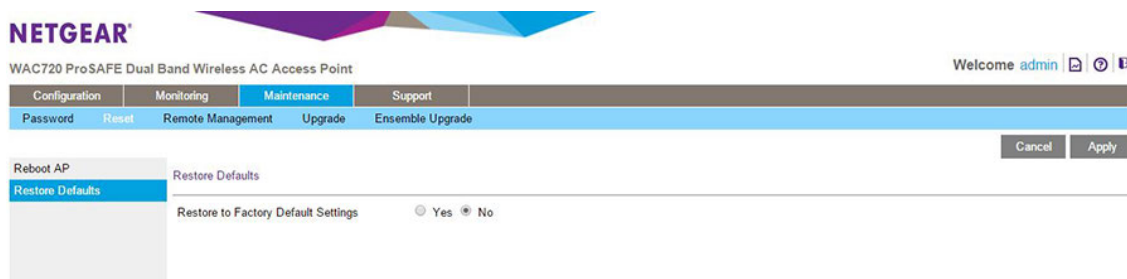 NETGEAR®
WAC720 ProSAFE Dual Band Wireless AC Access Point
Welcome admin
Configuration Monitoring Maintenance Support
Password Reset Remote Management Upgrade Ensemble Upgrade
Cancel Apply
Reboot AP
Restore Defaults
Restore Defaults
Restore to Factory Default Settings Yes No